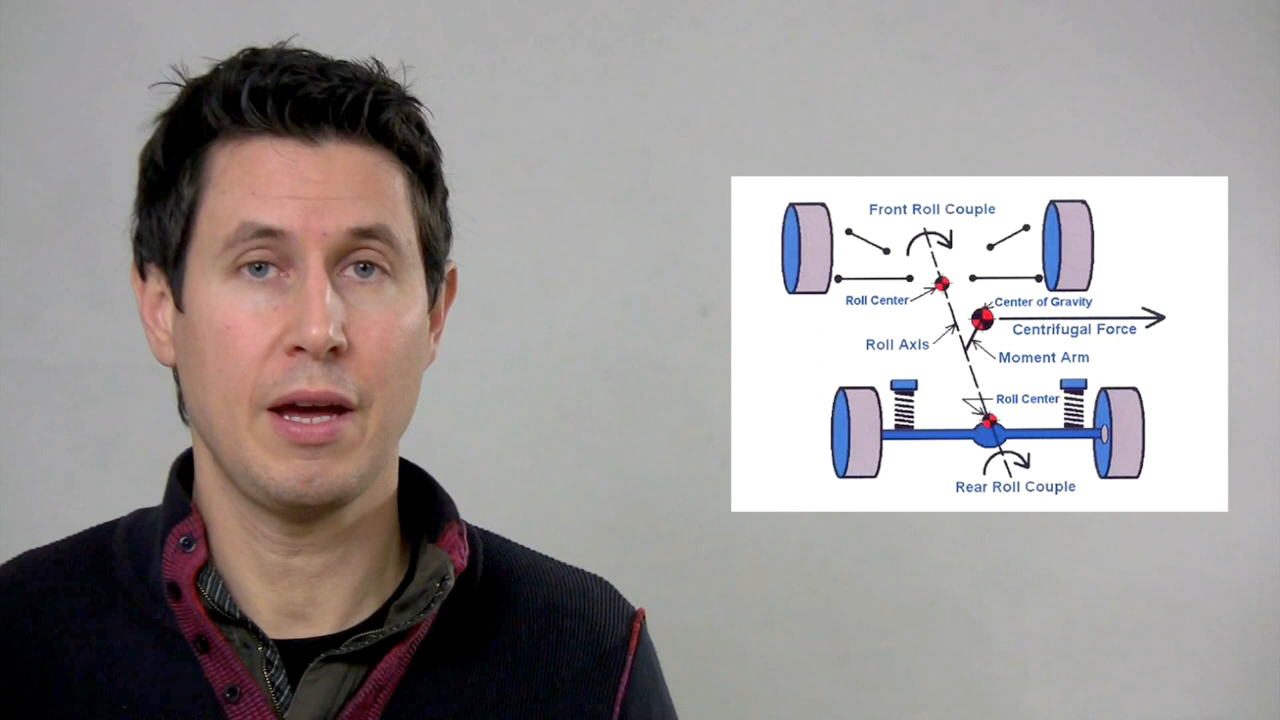 Front Roll Couple
Roll Center
Center of Gravity
Centrifugal Force
Roll Axis
Moment Arm
Roll Center
Rear Roll Couple